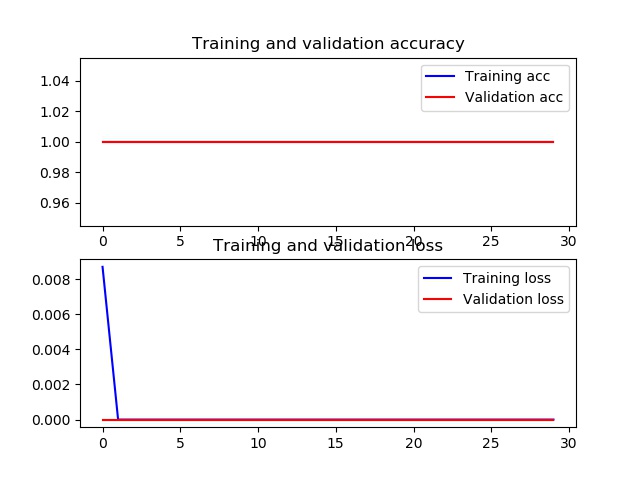 Training and validation accuracy
1.04
1.02
1.00
0.98
0.96
Training acc
Validation acc
0 5 10 15 20 25 30
Training and validation loss
0.008
0.006
0.004
0.002
0.000
Training loss
Validation loss
0 5 10 15 20 25 30